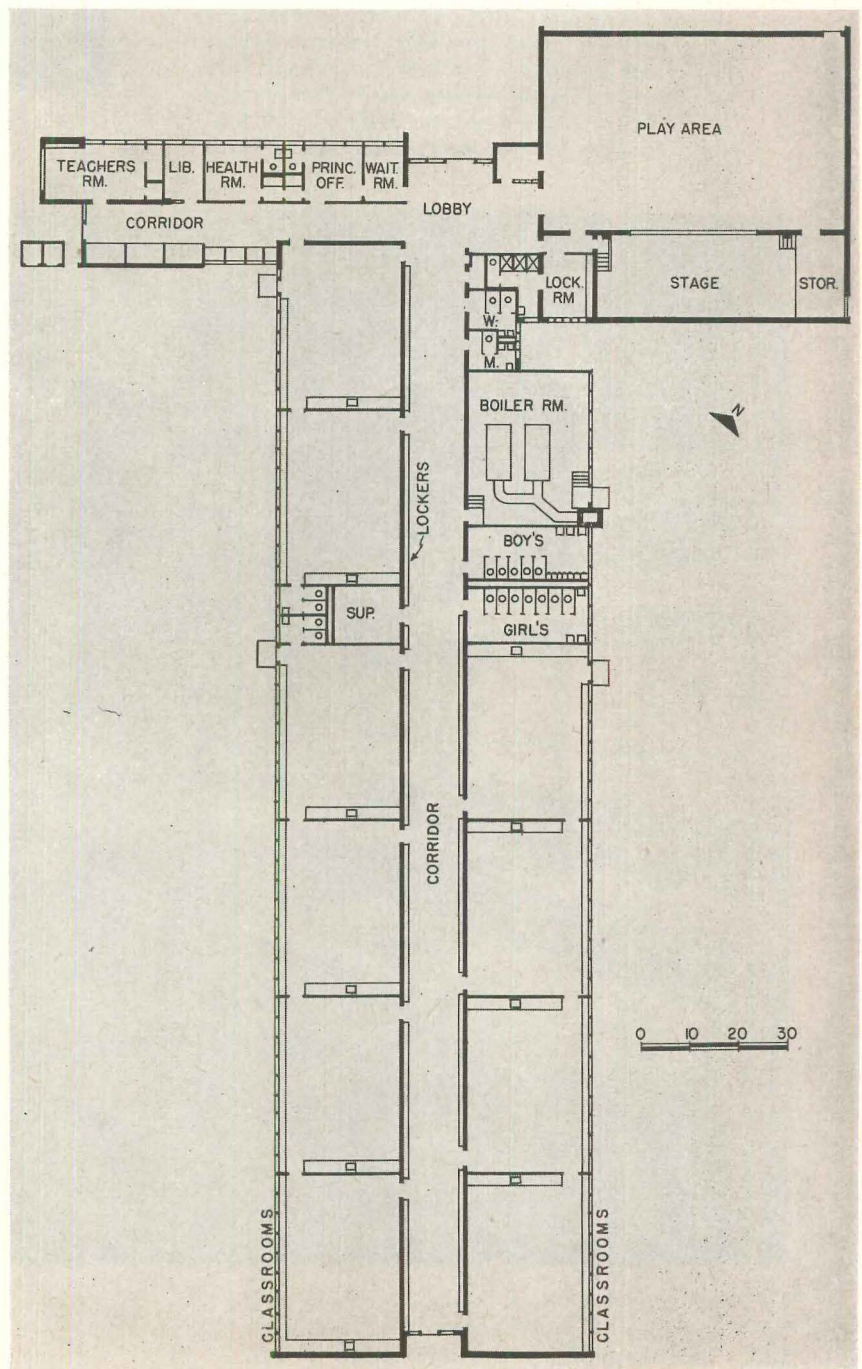 PLAY AREA
TEACHERS
RM.
LIB.
HEALTH
RM.
PRINC.
OFF.
WAIT.
RM.
LOBBY
CORRIDOR
LOCK.
RM
STAGE
STOR.
W.
M.
BOILER RM.
N
LOCKERS
BOY'S
SUP.
GIRL'S
CORRIDOR
0 10 20 30
CLASSROOMS
CLASSROOMS